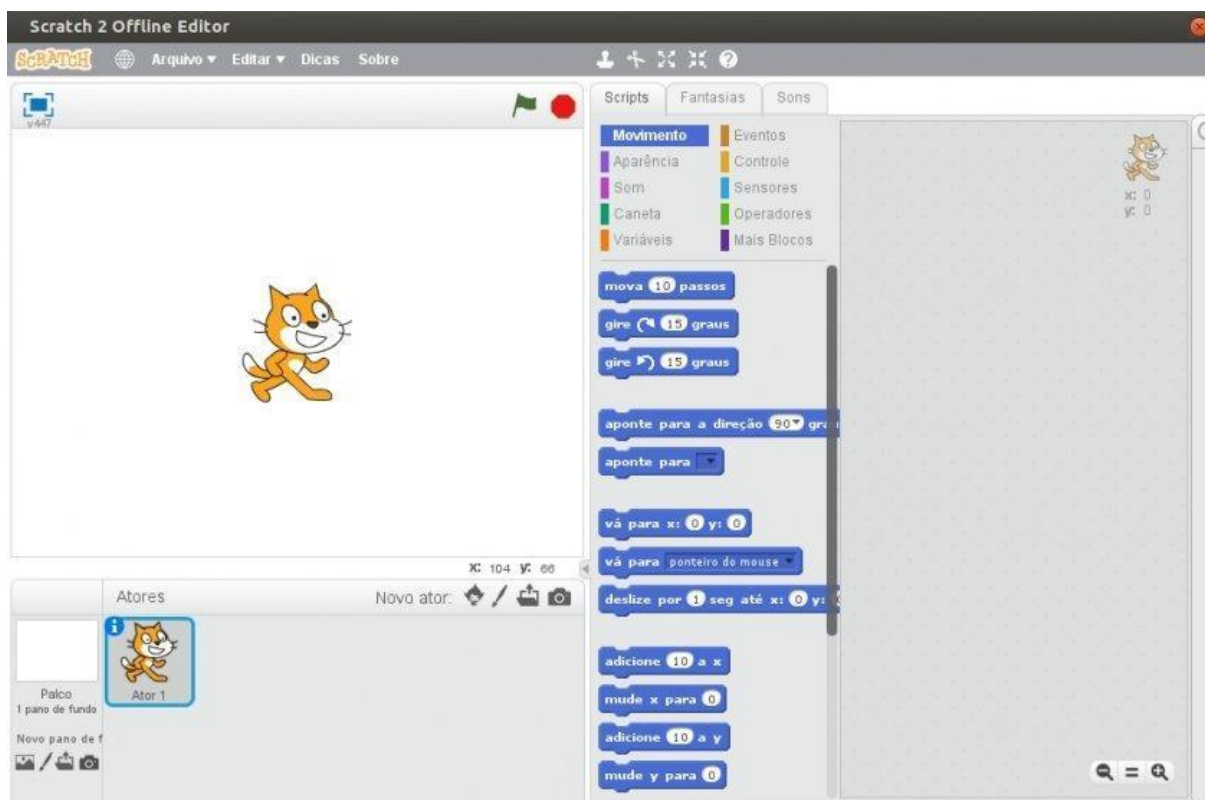 Scratch 2 Offline Editor
SCRATCH Arquivo Editar Dicas Sobre
v447
Scripts Fantasias Sons
Movimento Eventos
Aparência Controle
Som Sensores
Caneta Operadores
Variáveis Mais Blocos
x: 0
y: 0
mova 10 passos
gire 15 graus
gire 15 graus
aponte para a direção 90
aponte para
vá para x: 0 y: 0
vá para ponteiro do mouse
deslize por 1 seg até x: 0 y:
adicione 10 a x
mude x para 0
adicione 10 a y
mude y para 0
x: 104 y: 66
Atores Novo ator:
Palco
1 pano de fundo
Novo pano de f
Ator 1